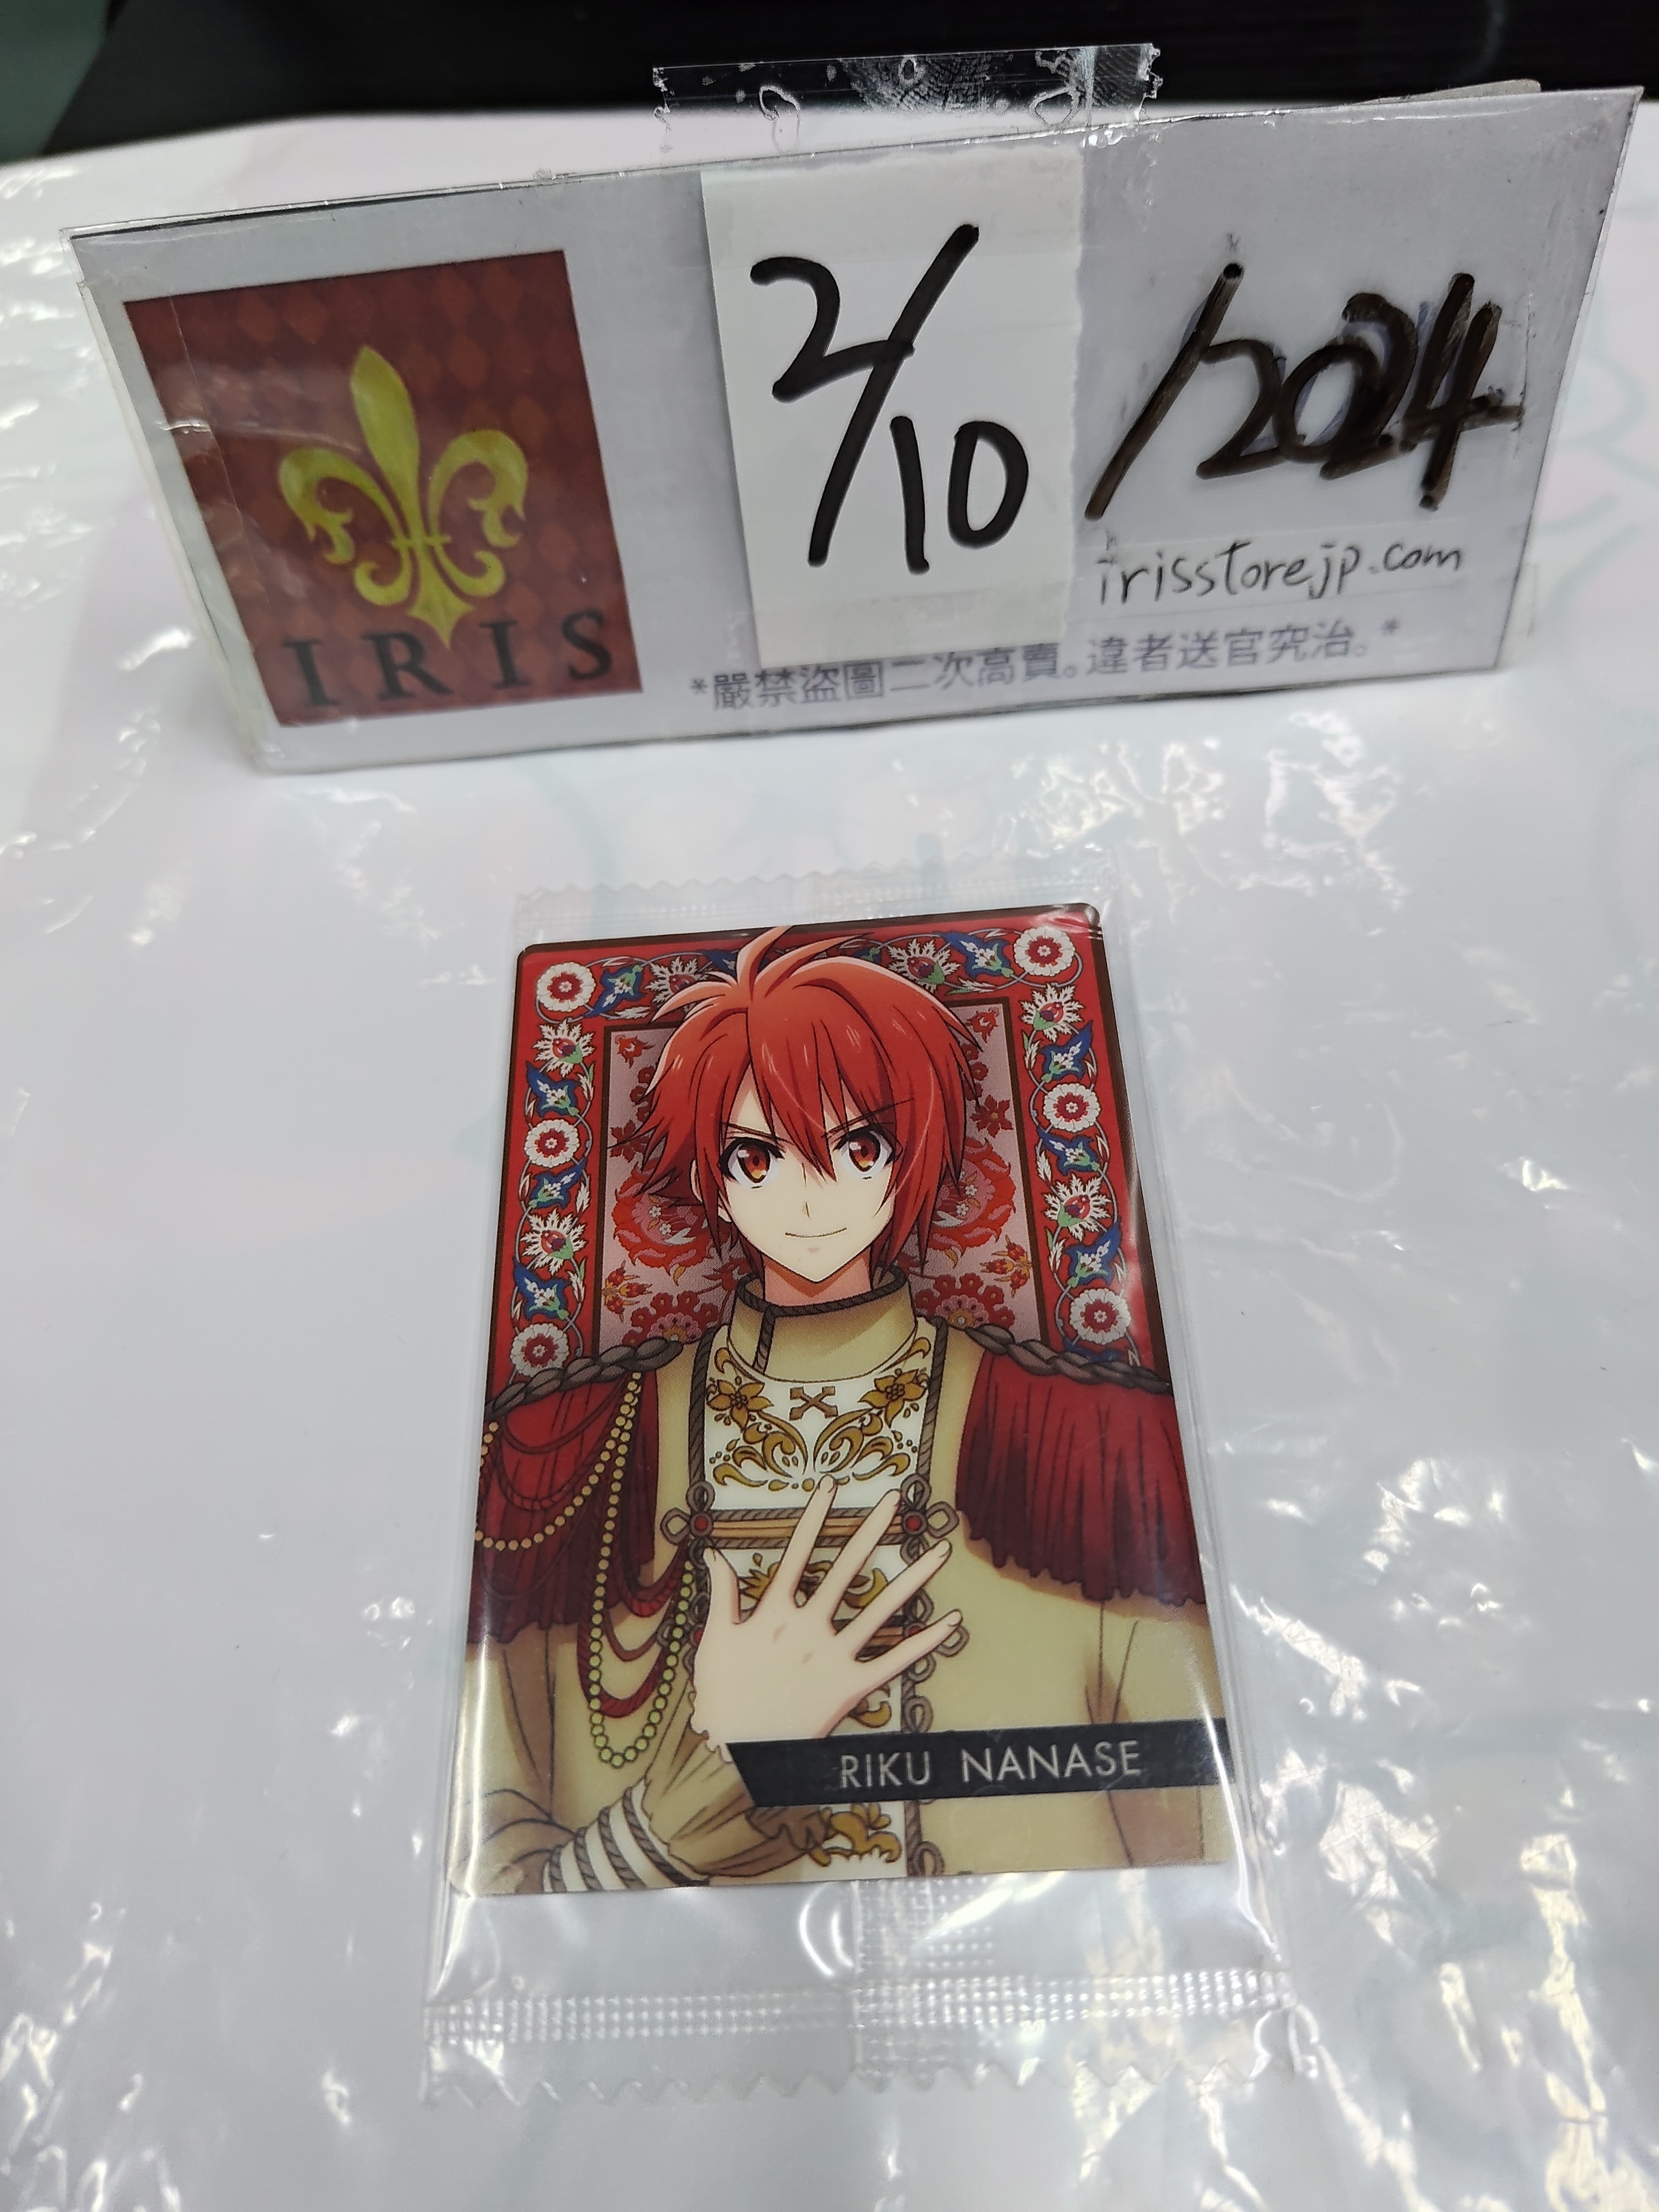 2/10
/2024
irisstorejp.com
IRIS
*嚴禁盜圖二次高賣。違者送官究治。*
RIKU NANASE